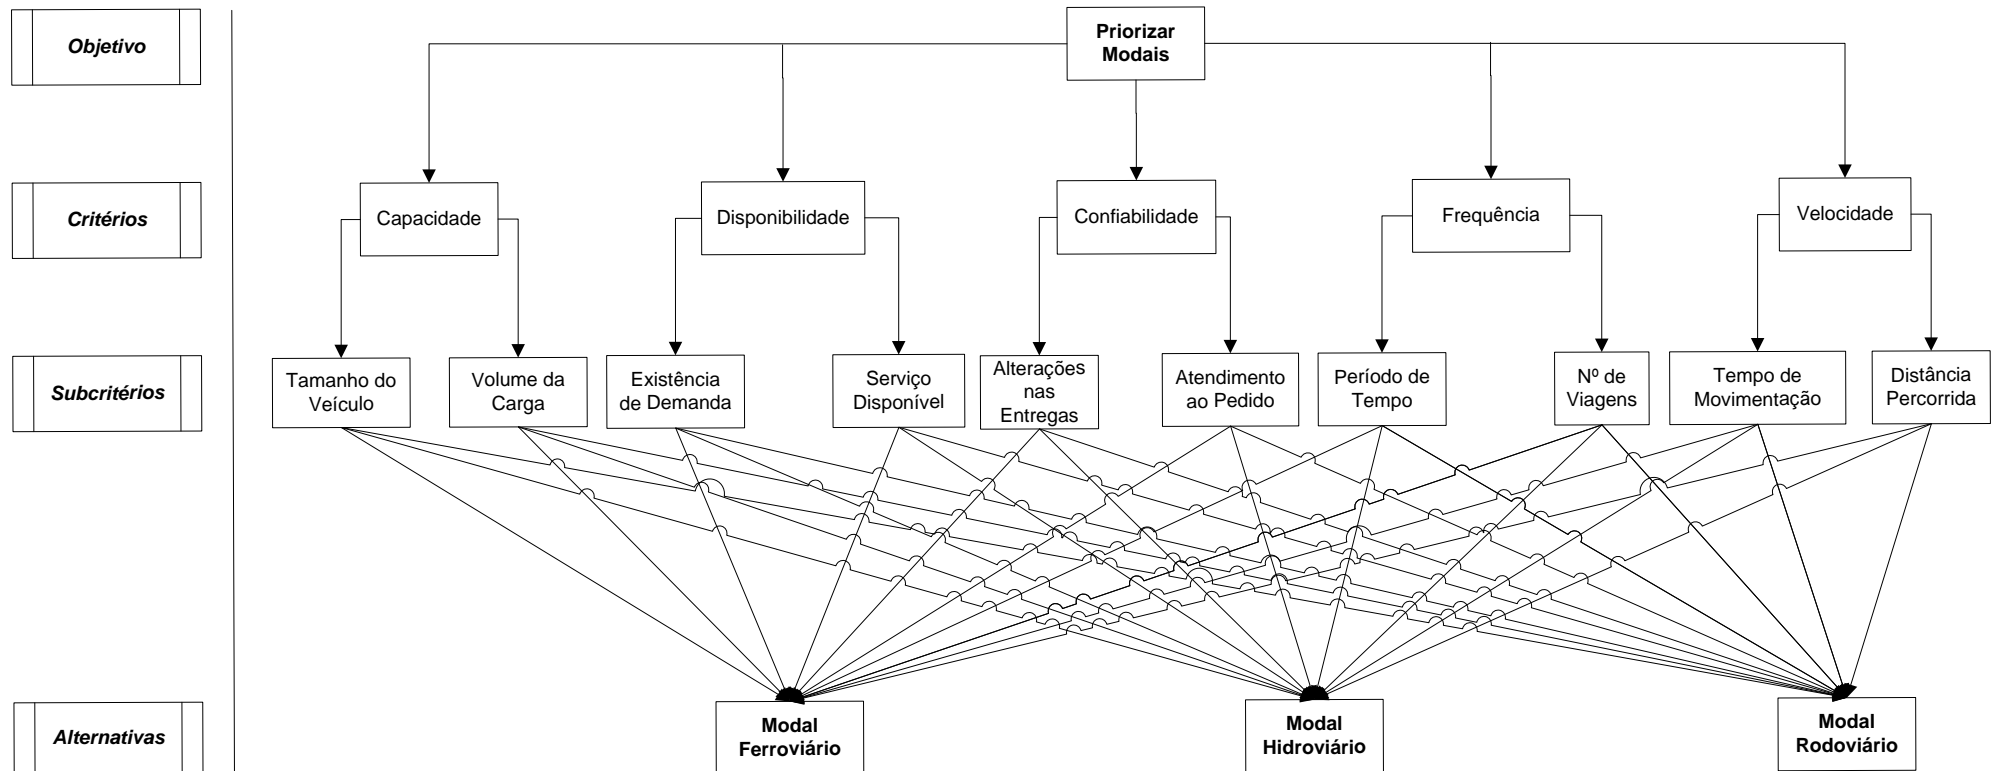 Objetivo
Priorizar
Modais
Critérios
Capacidade
Disponibilidade
Confiabilidade
Frequência
Velocidade
Subcritérios
Tamanho do
Veículo
Volume da
Carga
Existência
de Demanda
Serviço
Disponível
Alterações
nas
Entregas
Atendimento
ao Pedido
Período de
Tempo
Nº de
Viagens
Tempo de
Movimentação
Distância
Percorrida
Alternativas
Modal
Ferroviário
Modal
Hidroviário
Modal
Rodoviário